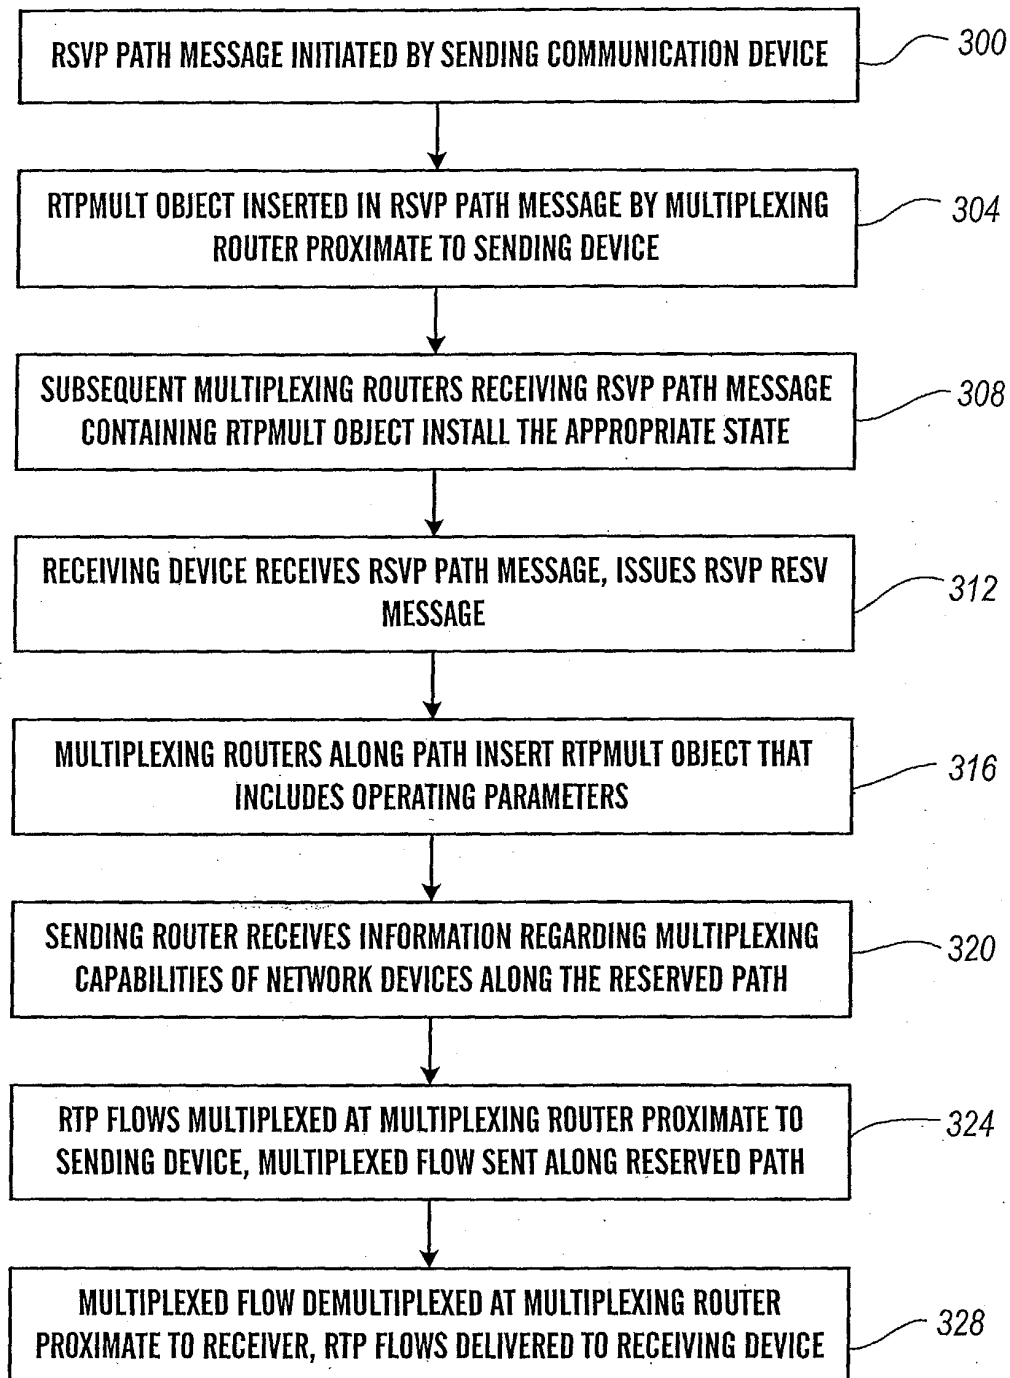 RSVP PATH MESSAGE INITIATED BY SENDING COMMUNICATION DEVICE
300
RTPMULT OBJECT INSERTED IN RSVP PATH MESSAGE BY MULTIPLEXING
ROUTER PROXIMATE TO SENDING DEVICE
304
SUBSEQUENT MULTIPLEXING ROUTERS RECEIVING RSVP PATH MESSAGE
CONTAINING RTPMULT OBJECT INSTALL THE APPROPRIATE STATE
308
RECEIVING DEVICE RECEIVES RSVP PATH MESSAGE, ISSUES RSVP RESV
MESSAGE
312
MULTIPLEXING ROUTERS ALONG PATH INSERT RTPMULT OBJECT THAT
INCLUDES OPERATING PARAMETERS
316
SENDING ROUTER RECEIVES INFORMATION REGARDING MULTIPLEXING
CAPABILITIES OF NETWORK DEVICES ALONG THE RESERVED PATH
320
RTP FLOWS MULTIPLEXED AT MULTIPLEXING ROUTER PROXIMATE TO
SENDING DEVICE, MULTIPLEXED FLOW SENT ALONG RESERVED PATH
324
MULTIPLEXED FLOW DEMULTIPLEXED AT MULTIPLEXING ROUTER
PROXIMATE TO RECEIVER, RTP FLOWS DELIVERED TO RECEIVING DEVICE
328